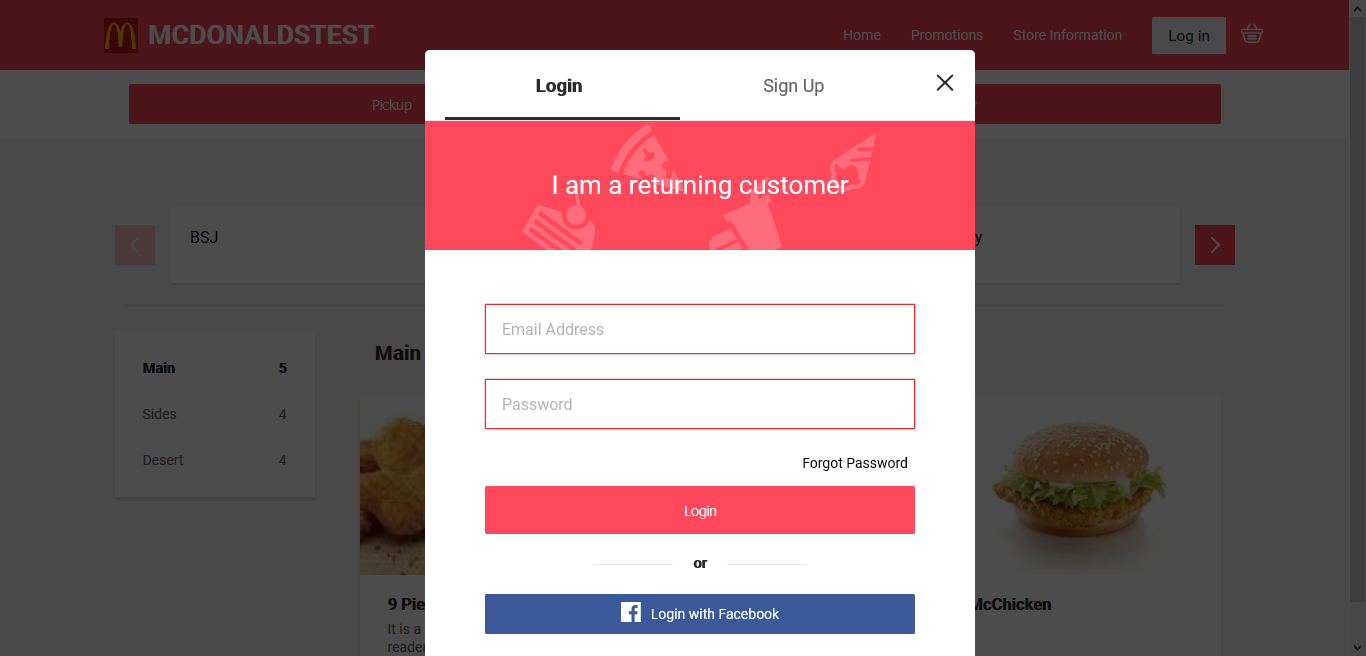 MCDONALDSTEST
Home
Promotions
Store Information
Log in
Login
Sign Up
Pickup
I am a returning customer
BSJ
Email Address
Password
Forgot Password
Login
or
Login with Facebook
Main 5
Sides 4
Desert 4
Main
9 Pie
It is a
reader
McChicken